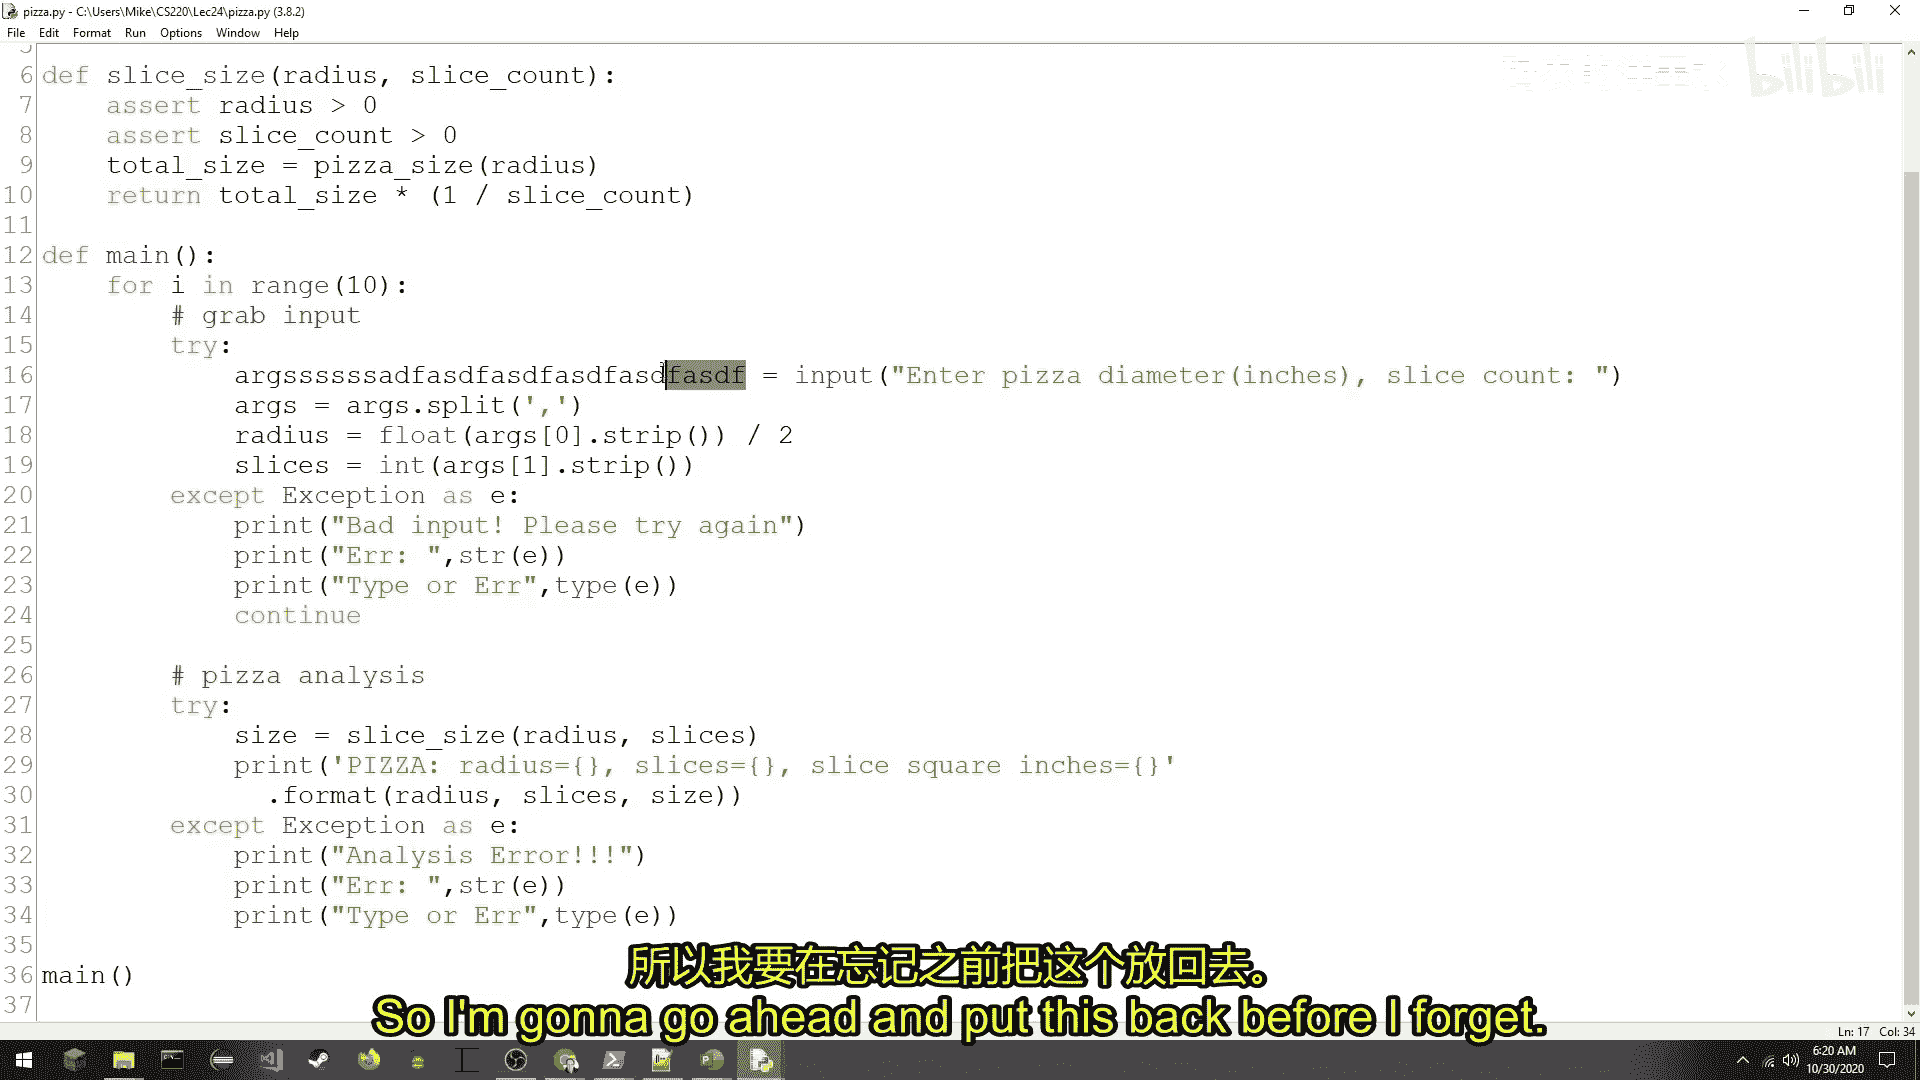 pizza.py - C:\Users\Mike\CS220\Lec24\pizza.py (3.8.2)
File Edit Format Run Options Window Help
bilibili
5
6 def slice_size(radius, slice_count):
7 assert radius > 0
8 assert slice_count > 0
9 total_size = pizza_size(radius)
10 return total_size * (1 / slice_count)
11
12 def main():
13 for i in range(10):
14 # grab input
15 try:
16 argssssssadfasdfasdfasdfasdfasdf = input("Enter pizza diameter(inches), slice count: ")
17 args = args.split(',')
18 radius = float(args[0].strip()) / 2
19 slices = int(args[1].strip())
20 except Exception as e:
21 print("Bad input! Please try again")
22 print("Err: ",str(e))
23 print("Type or Err",type(e))
24 continue
25
26 # pizza analysis
27 try:
28 size = slice_size(radius, slices)
29 print('PIZZA: radius={}, slices={}, slice square inches={}'
30 .format(radius, slices, size))
31 except Exception as e:
32 print("Analysis Error!!!")
33 print("Err: ",str(e))
34 print("Type or Err",type(e))
35
36 main()
37
所以我要在忘记之前把这个放回去。
So I'm gonna go ahead and put this back before I forget.
Ln: 17 Col: 34
6:20 AM
10/30/2020